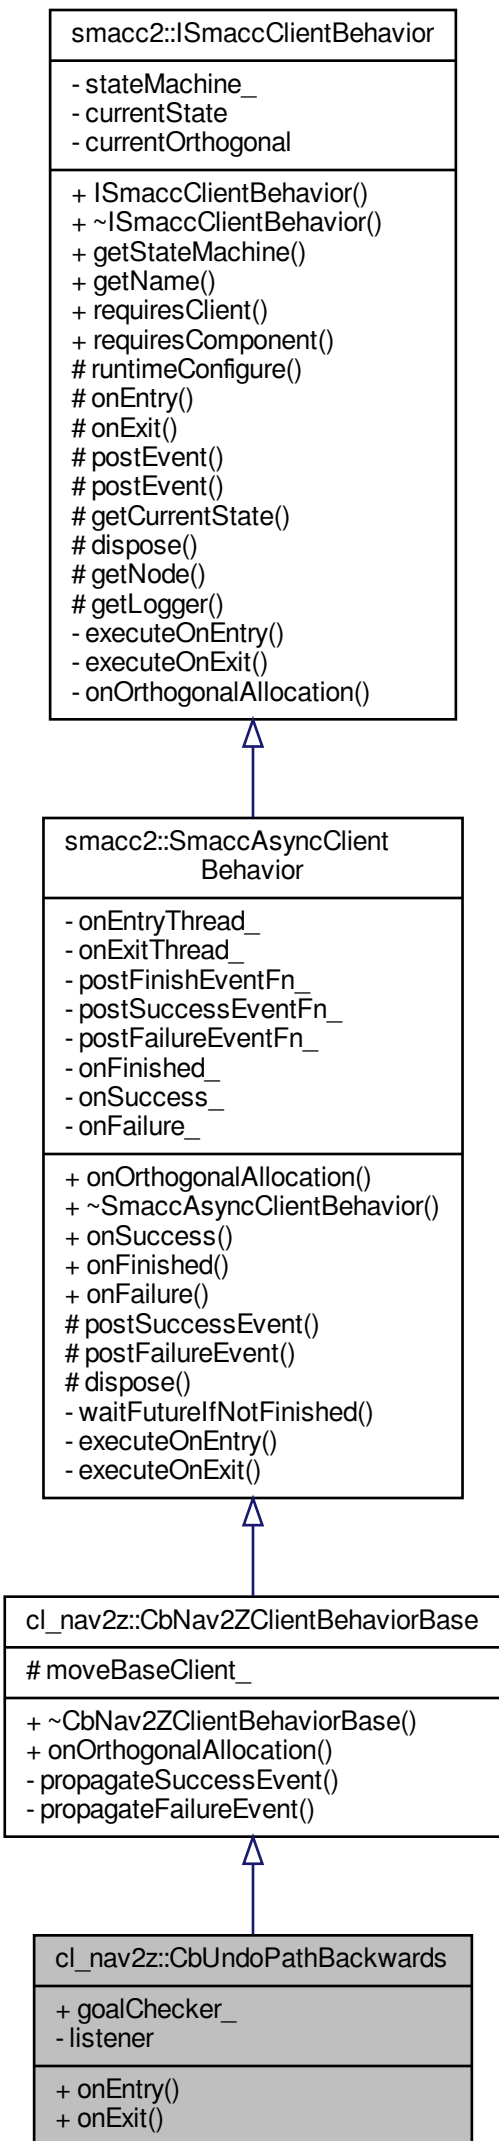 smacc2::ISmaccClientBehavior
- stateMachine_
- currentState
- currentOrthogonal
+ ISmaccClientBehavior()
+ ~ISmaccClientBehavior()
+ getStateMachine()
+ getName()
+ requiresClient()
+ requiresComponent()
# runtimeConfigure()
# onEntry()
# onExit()
# postEvent()
# postEvent()
# getCurrentState()
# dispose()
# getNode()
# getLogger()
- executeOnEntry()
- executeOnExit()
- onOrthogonalAllocation()
smacc2::SmaccAsyncClient
Behavior
- onEntryThread_
- onExitThread_
- postFinishEventFn_
- postSuccessEventFn_
- postFailureEventFn_
- onFinished_
- onSuccess_
- onFailure_
+ onOrthogonalAllocation()
+ ~SmaccAsyncClientBehavior()
+ onSuccess()
+ onFinished()
+ onFailure()
# postSuccessEvent()
# postFailureEvent()
# dispose()
- waitFutureIfNotFinished()
- executeOnEntry()
- executeOnExit()
cl_nav2z::CbNav2ZClientBehaviorBase
# moveBaseClient_
+ ~CbNav2ZClientBehaviorBase()
+ onOrthogonalAllocation()
- propagateSuccessEvent()
- propagateFailureEvent()
cl_nav2z::CbUndoPathBackwards
+ goalChecker_
- listener
+ onEntry()
+ onExit()